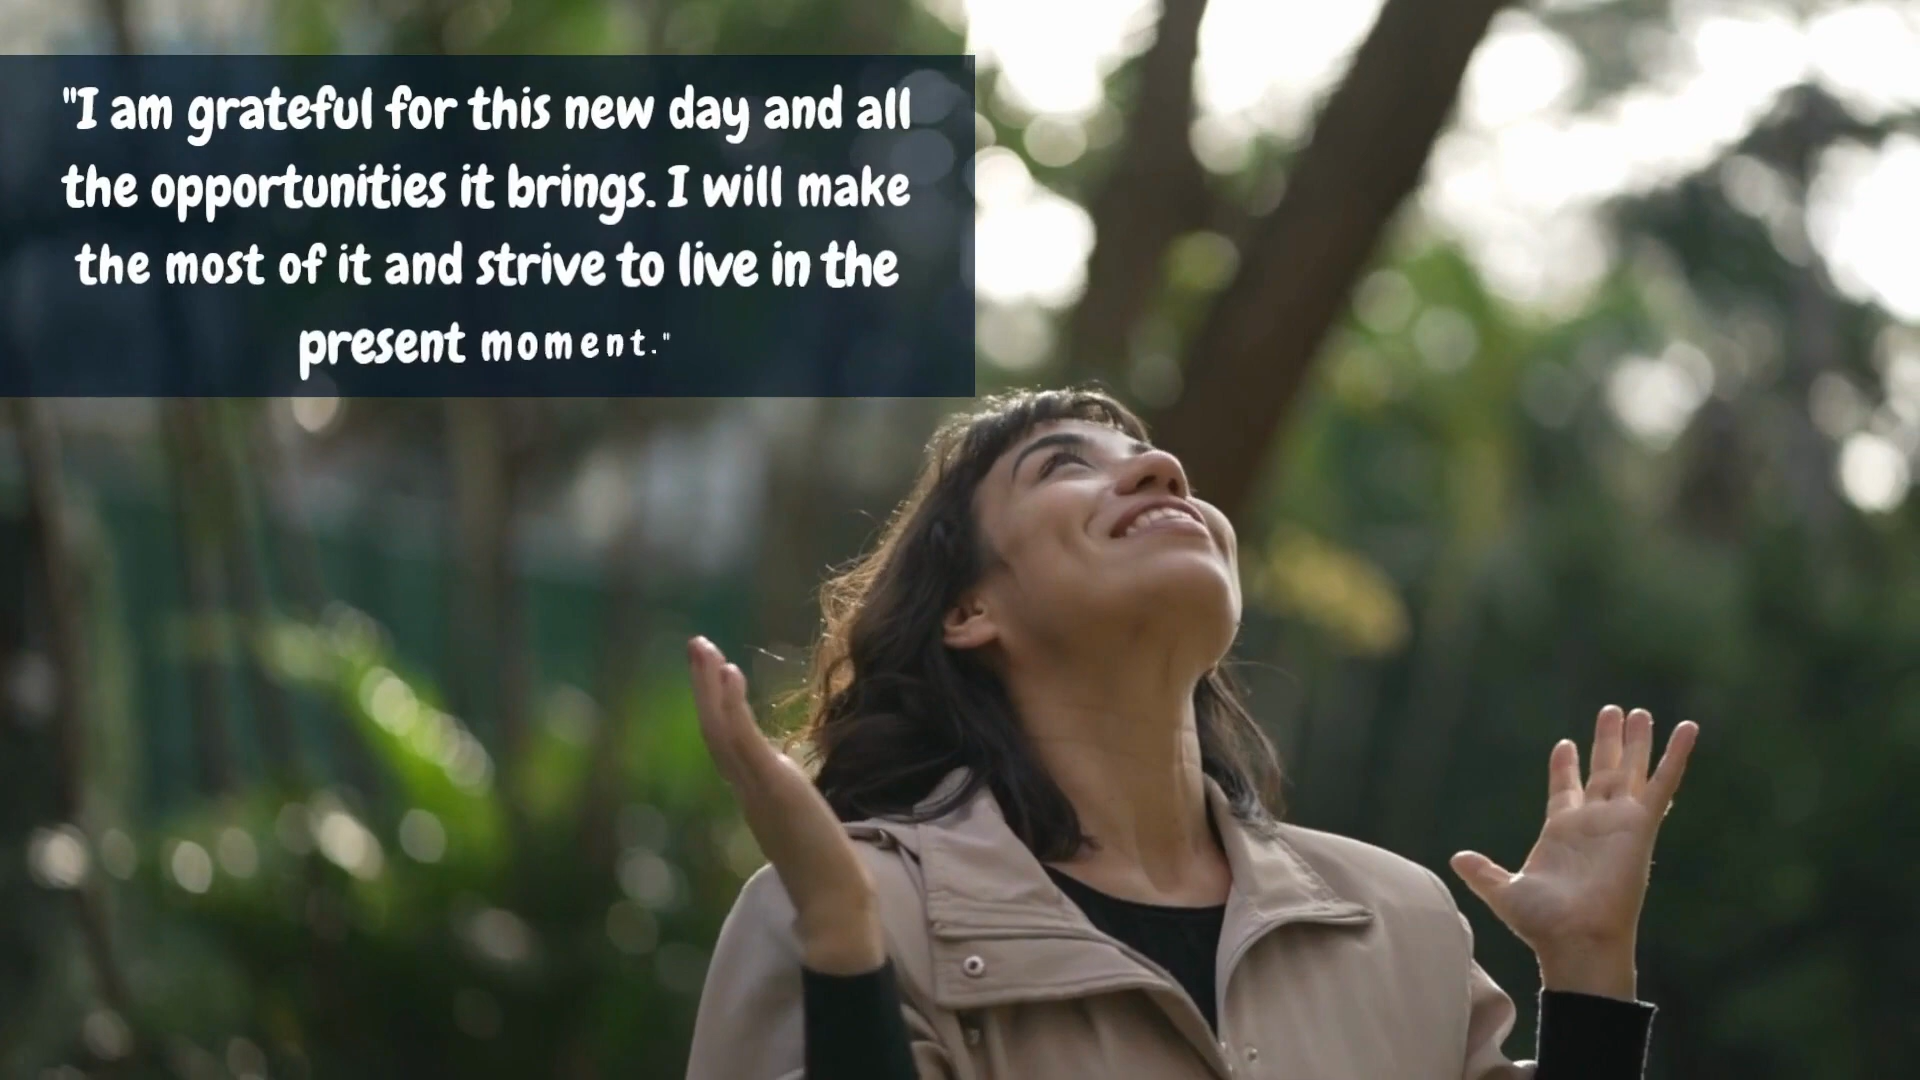 "I am grateful for this new day and all
the opportunities it brings. I will make
the most of it and strive to live in the
present moment."